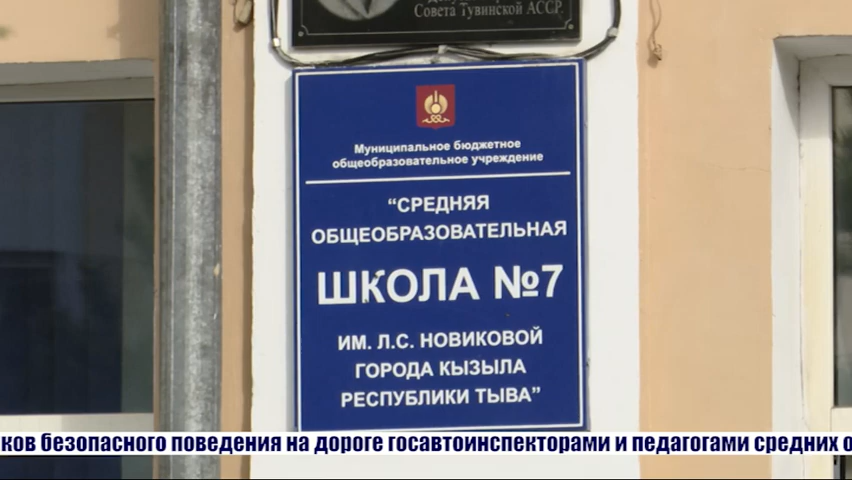 Совета Тувинской АССР
Муниципальное бюджетное
общеобразовательное учреждение
“СРЕДНЯЯ
ОБЩЕОБРАЗОВАТЕЛЬНАЯ
ШКОЛА №7
ИМ. Л.С. НОВИКОВОЙ
ГОРОДА КЫЗЫЛА
РЕСПУБЛИКИ ТЫВА”
ков безопасного поведения на дороге госавтоинспекторами и педагогами средних о